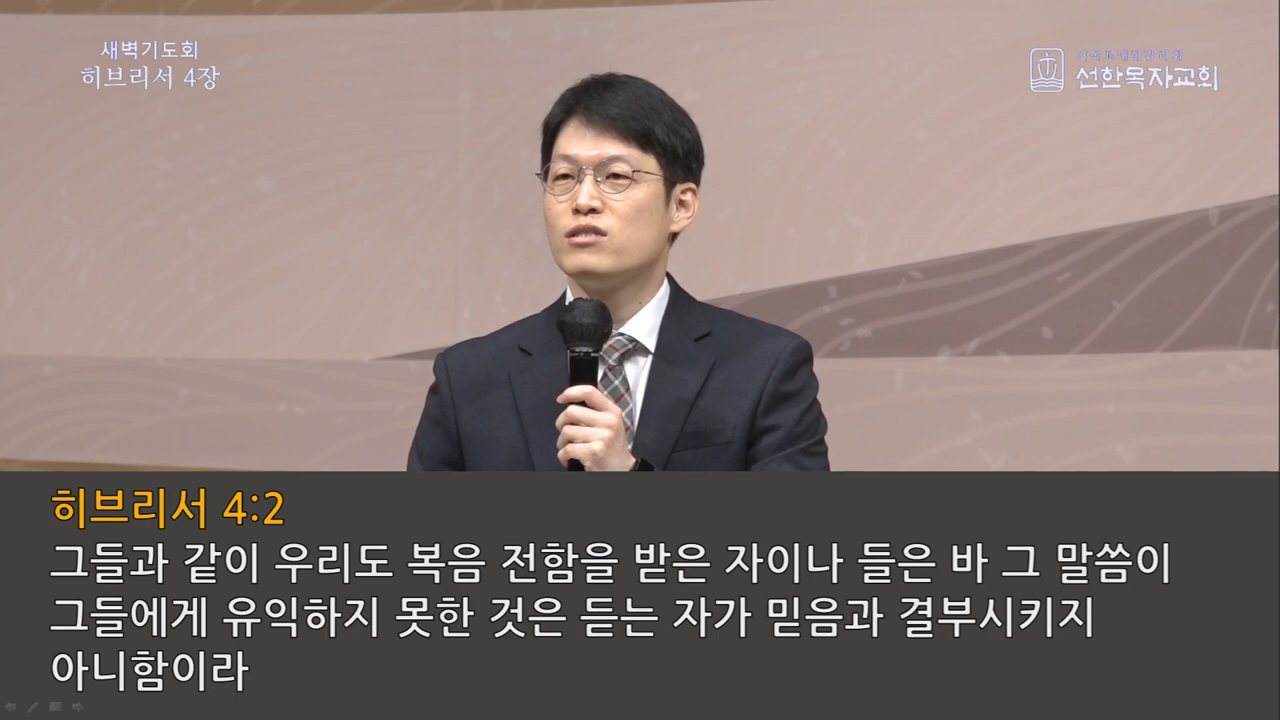 새벽기도회
히브리서 4장
선한목자교회
히브리서 4:2
그들과 같이 우리도 복음 전함을 받은 자이나 들은 바 그 말씀이
그들에게 유익하지 못한 것은 듣는 자가 믿음과 결부시키지
아니함이라